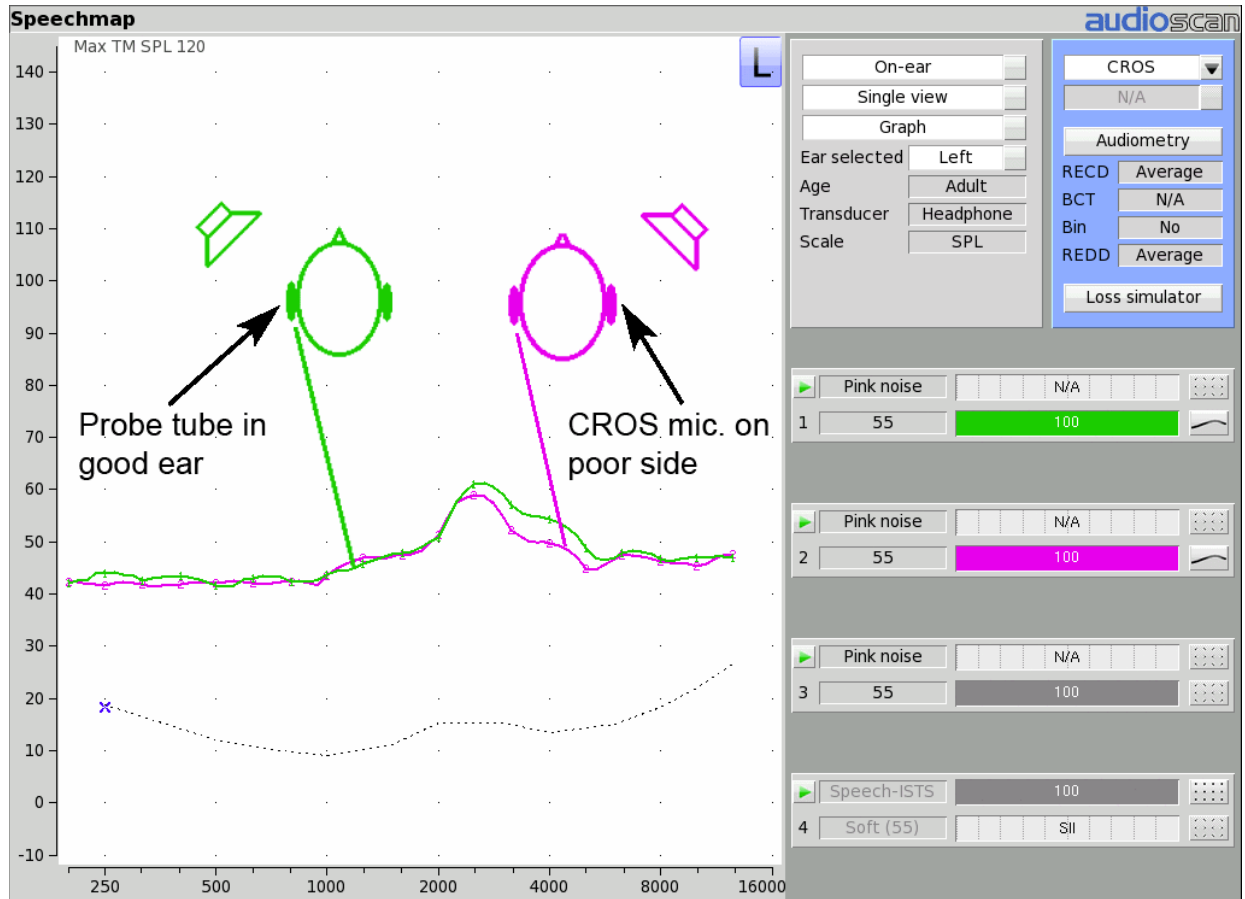 Speechmap
audioscan
Max TM SPL 120
L
140
130
120
110
100
90
80
70
60
50
40
30
20
10
0
-10
250 500 1000 2000 4000 8000 16000
Probe tube in
good ear
CROS mic. on
poor side
On-ear
Single view
Graph
Ear selected Left
Age Adult
Transducer Headphone
Scale SPL
CROS
N/A
Audiometry
RECD Average
BCT N/A
Bin No
REDD Average
Loss simulator
Pink noise N/A
1 55 100
Pink noise N/A
2 55 100
Pink noise N/A
3 55 100
Speech-ISTS 100
4 Soft (55) SII